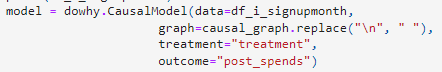 model = dowhy.CausalModel(data=df_i_signupmonth,
graph=causal_graph.replace("\n", " "),
treatment="treatment",
outcome="post_spends")